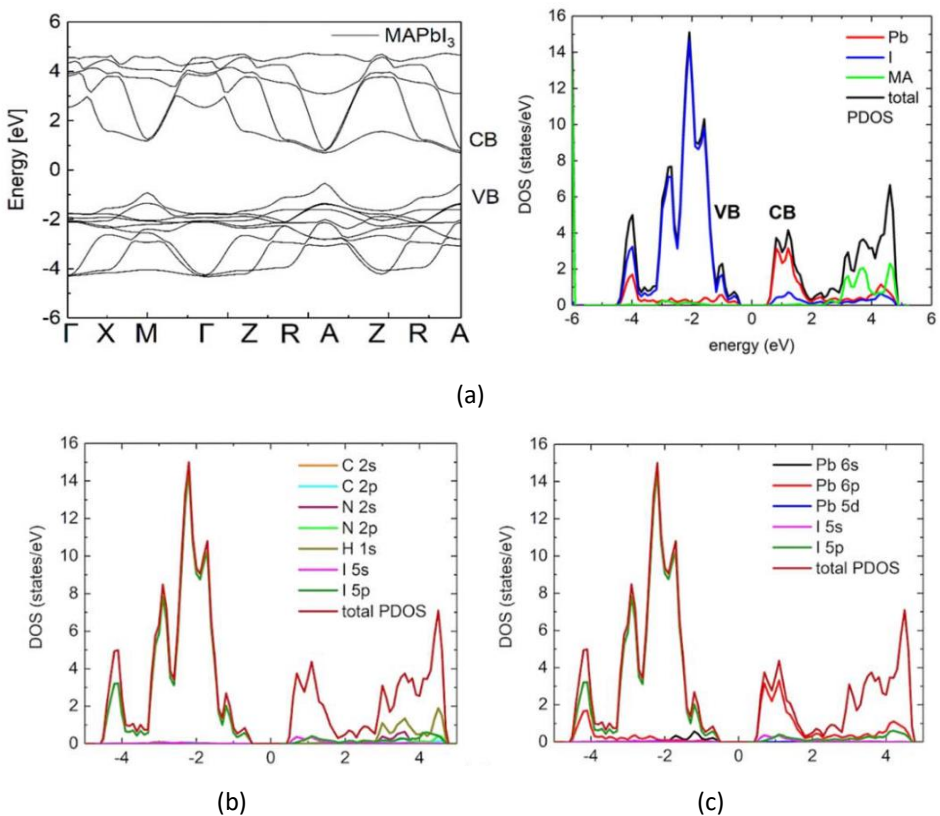 MAPbI3
Energy [eV]
6
4
2
0
-2
-4
-6
CB
VB
Γ X M Γ Z R A Z R A
DOS (states/eV)
16
14
12
10
8
6
4
2
0
Pb
I
MA
total
PDOS
VB CB
-6 -4 -2 0 2 4 6
energy (eV)
(a)
DOS (states/eV)
16
14
12
10
8
6
4
2
0
C 2s
C 2p
N 2s
N 2p
H 1s
I 5s
I 5p
total PDOS
-4 -2 0 2 4
(b)
DOS (states/eV)
16
14
12
10
8
6
4
2
0
Pb 6s
Pb 6p
Pb 5d
I 5s
I 5p
total PDOS
-4 -2 0 2 4
(c)